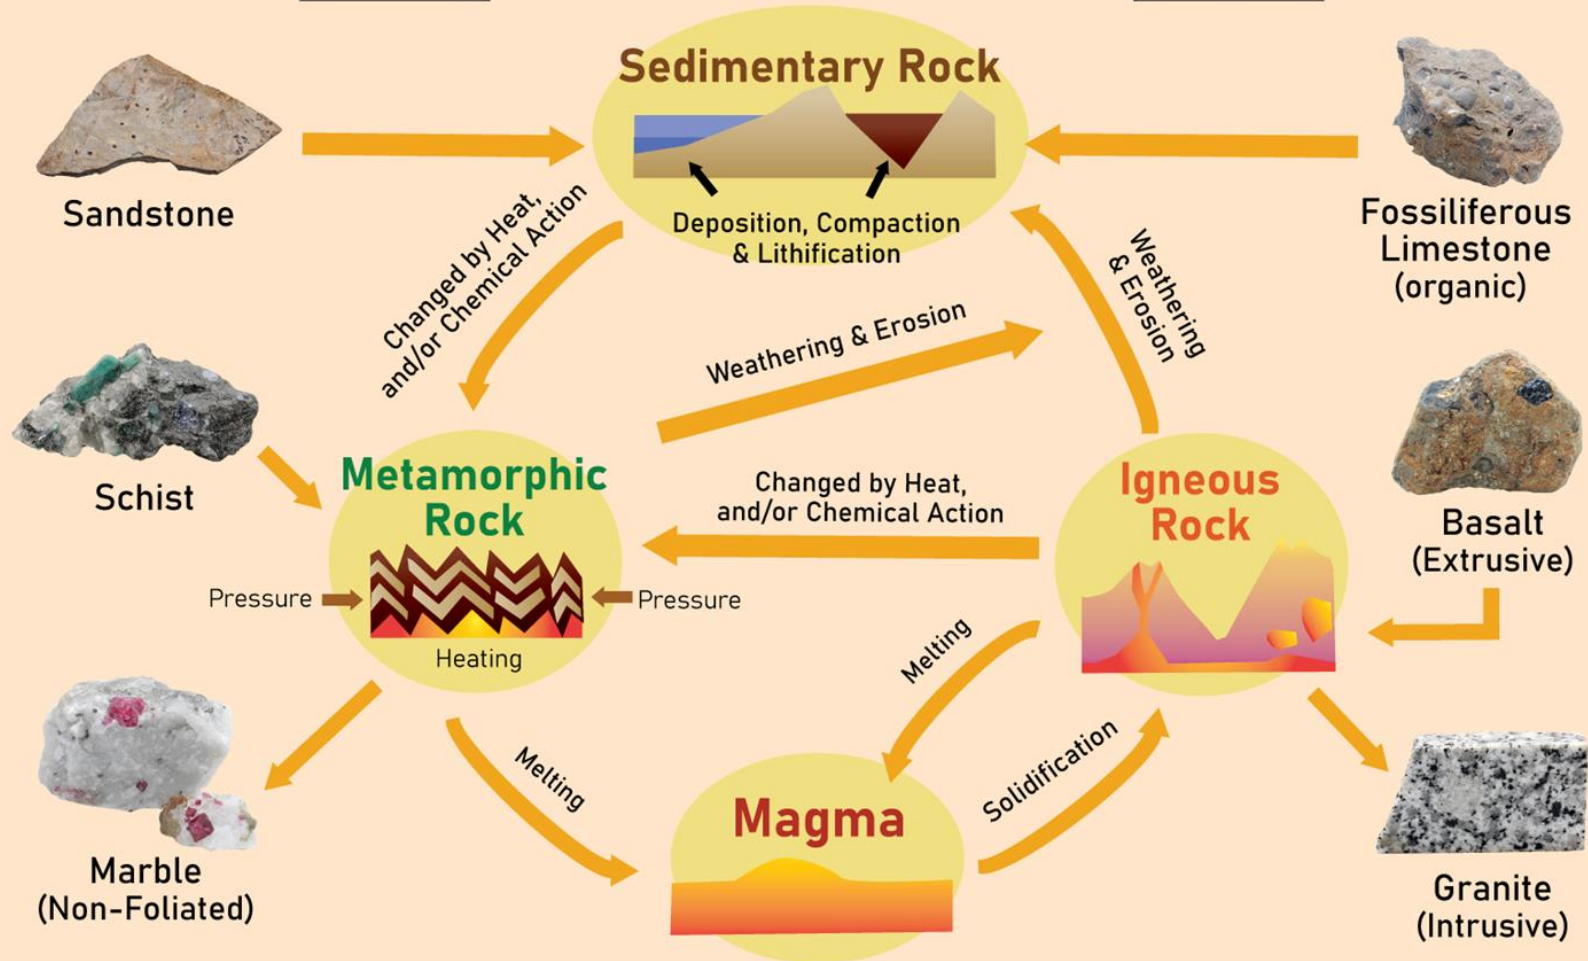 Sedimentary Rock
Deposition, Compaction
& Lithification
Sandstone
Fossiliferous
Limestone
(organic)
Changed by Heat,
and/or Chemical Action
Weathering
& Erosion
Weathering & Erosion
Schist
Metamorphic
Rock
Pressure
Pressure
Heating
Changed by Heat,
and/or Chemical Action
Igneous
Rock
Basalt
(Extrusive)
Melting
Melting
Solidification
Magma
Marble
(Non-Foliated)
Granite
(Intrusive)